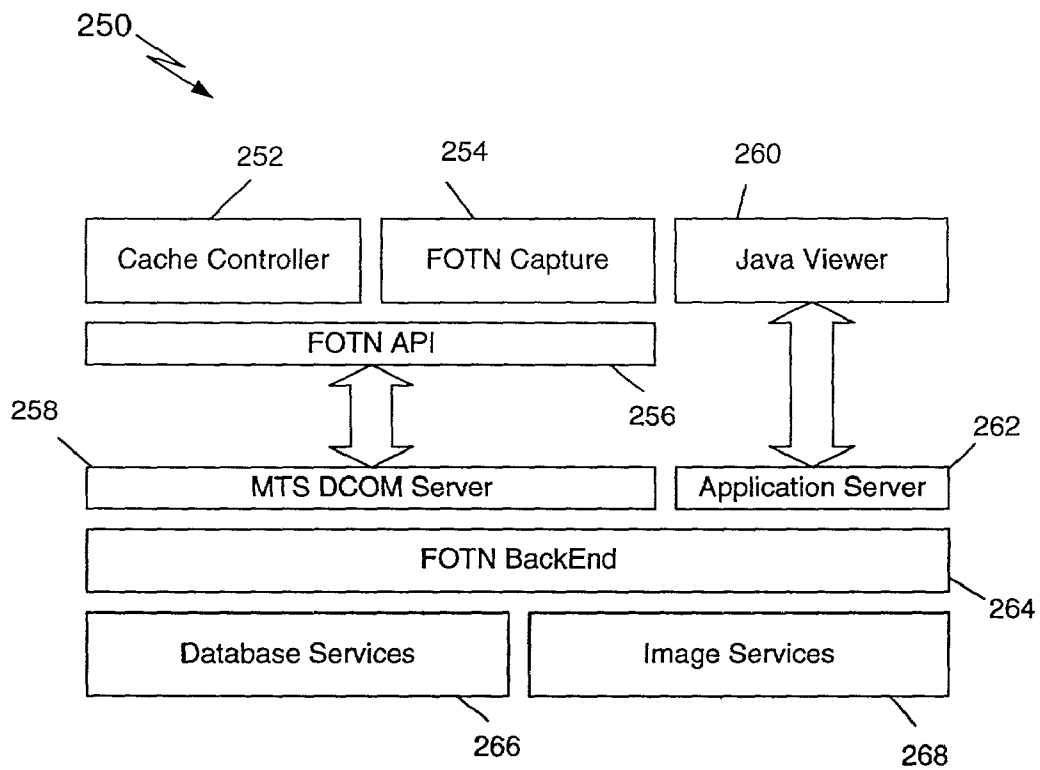 250
252
254
260
Cache Controller
FOTN Capture
Java Viewer
FOTN API
256
258
262
MTS DCOM Server
Application Server
FOTN BackEnd
264
Database Services
Image Services
266
268